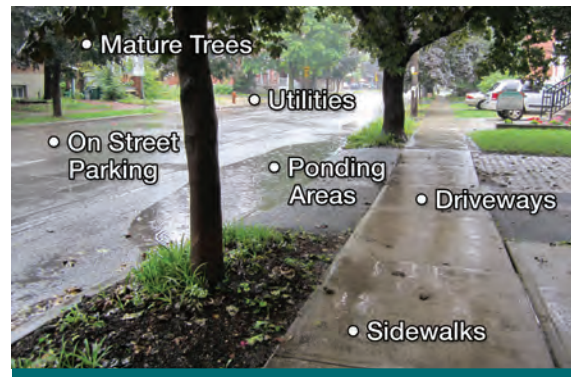 • Mature Trees
• Utilities
• On Street
Parking
• Ponding
Areas
• Driveways
• Sidewalks